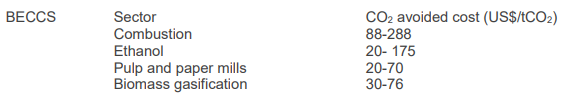 BECCS Sector CO₂ avoided cost (US$/tCO₂)
Combustion 88-288
Ethanol 20- 175
Pulp and paper mills 20-70
Biomass gasification 30-76